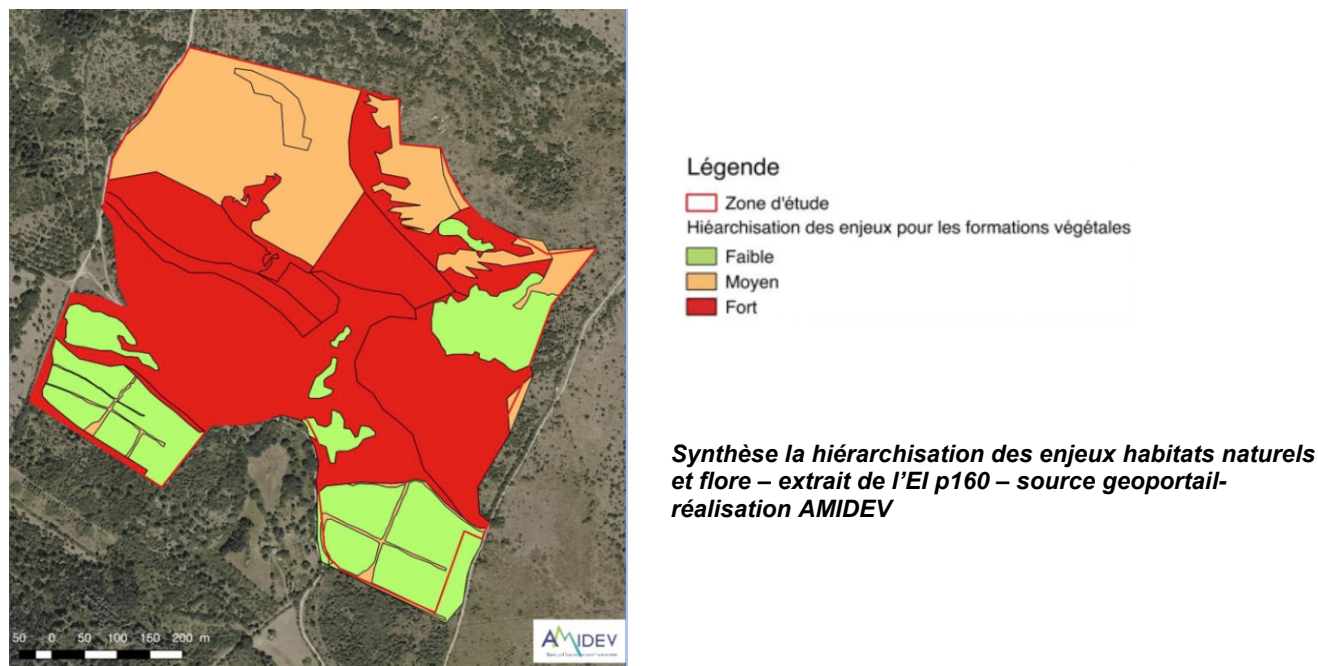 Légende
Zone d'étude
Hiéarchisation des enjeux pour les formations végétales
Faible
Moyen
Fort
Synthèse la hiérarchisation des enjeux habitats naturels
et flore – extrait de l'EI p160 – source geoportail-
réalisation AMIDEV
50 0 50 100 150 200 m
AMIDEV